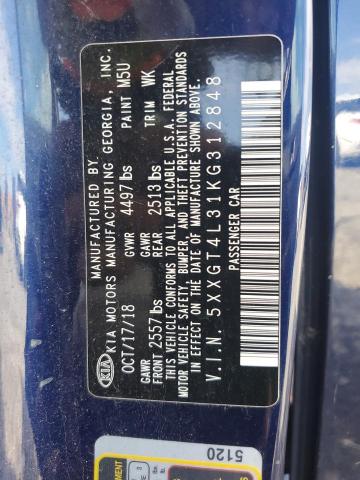 MANUFACTURED BY
KIA KIA MOTORS MANUFACTURING GEORGIA, INC.
OCT/17/18 GVWR 4497 lbs PAINT M5U
GAWR FRONT 2557 lbs GAWR REAR 2513 lbs TRIM WK
THIS VEHICLE CONFORMS TO ALL APPLICABLE U.S.A. FEDERAL
MOTOR VEHICLE SAFETY, BUMPER, AND THEFT PREVENTION STANDARDS
IN EFFECT ON THE DATE OF MANUFACTURE SHOWN ABOVE.
V.I.N. 5XXGT4L31KG312848
PASSENGER CAR
5120